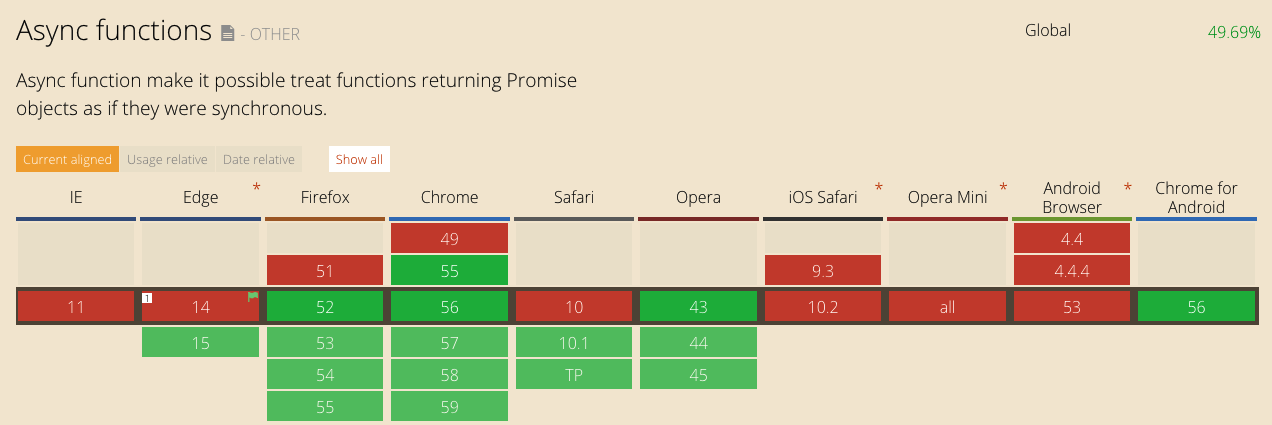 Async functions - OTHER
Global 49.69%
Async function make it possible treat functions returning Promise
objects as if they were synchronous.
Current aligned Usage relative Date relative Show all
IE Edge * Firefox Chrome Safari Opera iOS Safari * Opera Mini * Android Browser * Chrome for Android
49 4.4
51 55 9.3 4.4.4
11 1 14 52 56 10 43 10.2 all 53 56
15 53 57 10.1 44
54 58 TP 45
55 59